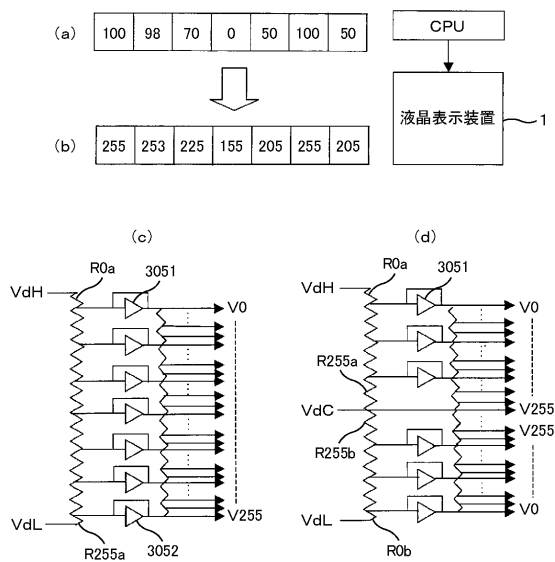 (a) 100 98 70 0 50 100 50
CPU
液晶表示装置 1
(b) 255 253 225 155 205 255 205
(c)
R0a 3051
VdH V0
V255
VdL 3052
R255a
(d)
R0a 3051
VdH V0
R255a
VdC V255
V255
R255b
VdL V0
R0b